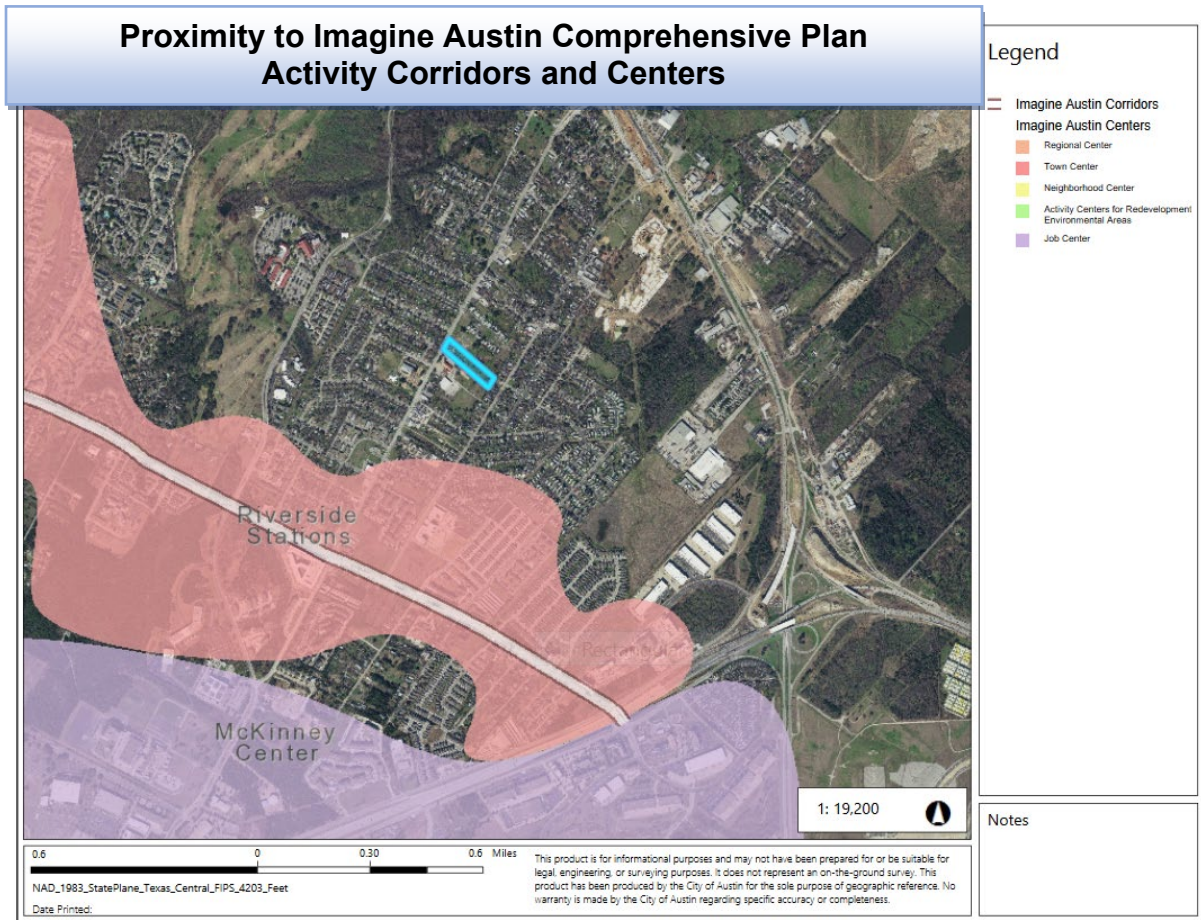 Proximity to Imagine Austin Comprehensive Plan
Activity Corridors and Centers
Legend
Imagine Austin Corridors
Imagine Austin Centers
Regional Center
Town Center
Neighborhood Center
Activity Centers for Redevelopment
Environmental Areas
Job Center
Riverside
Stations
McKinney
Center
1: 19,200
Notes
0.6
0
0.30
0.6 Miles
NAD_1983_StatePlane_Texas_Central_FIPS_4203_Feet
Date Printed:
This product is for informational purposes and may not have been prepared for or be suitable for
legal, engineering, or surveying purposes. It does not represent an on-the-ground survey. This
product has been produced by the City of Austin for the sole purpose of geographic reference. No
warranty is made by the City of Austin regarding specific accuracy or completeness.